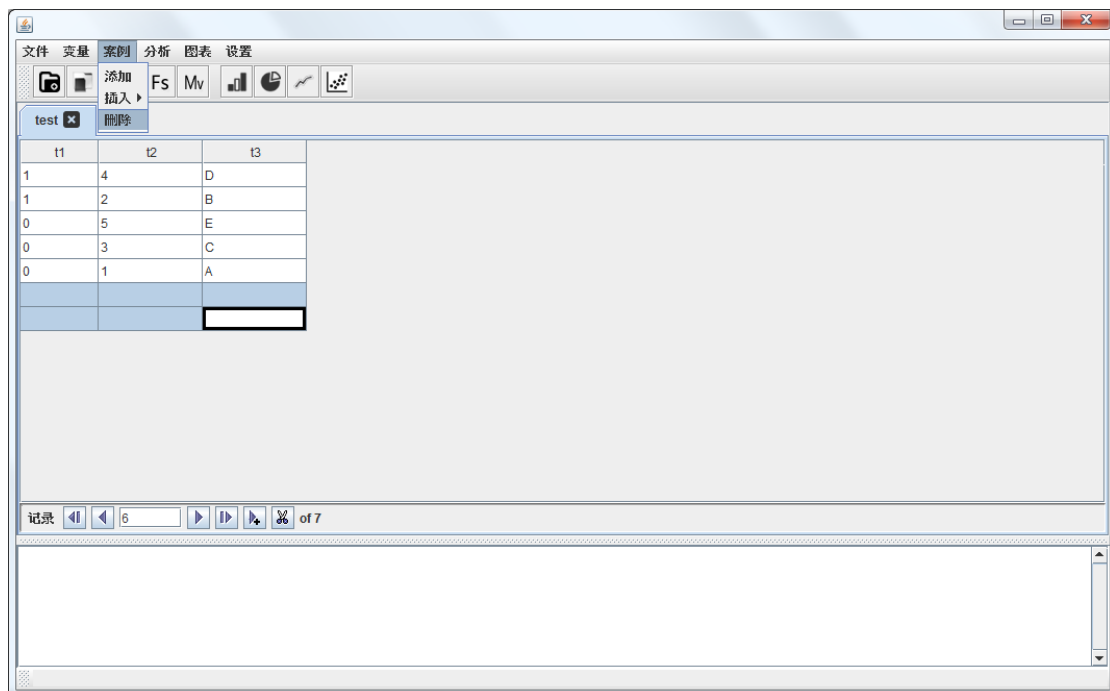 文件 变量 案例 分析 图表 设置
添加
插入
删除
Fs Mv
test
t1 t2 t3
1 4 D
1 2 B
0 5 E
0 3 C
0 1 A
记录 6 of 7